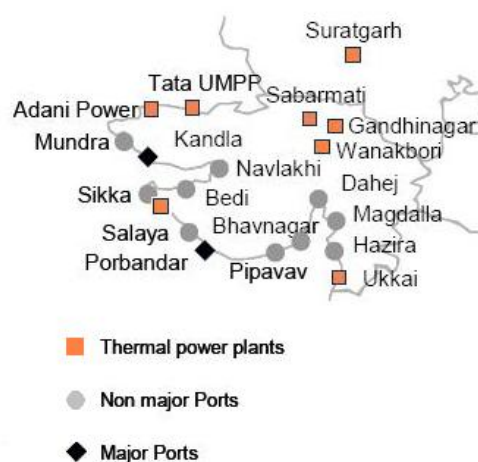 Suratgarh
Tata UMPP
Sabarmati
Adani Power
Gandhinagar
Mundra
Kandla
Wanakbori
Navlakhi
Dahej
Sikka
Bedi
Magdalla
Salaya
Bhavnagar
Hazira
Porbandar
Pipavav
Ukkai
Thermal power plants
Non major Ports
Major Ports